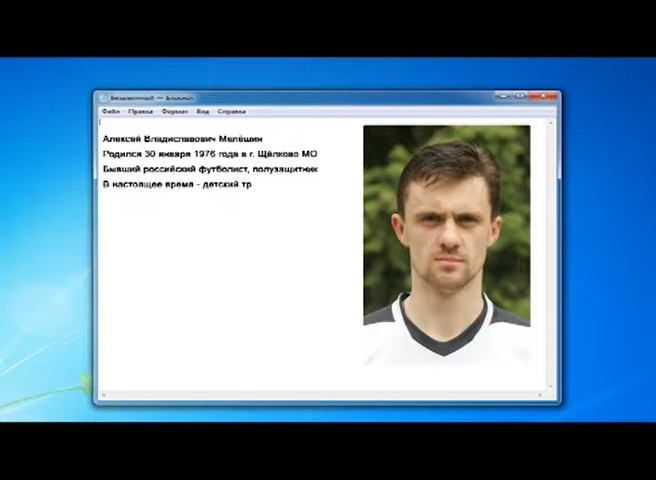 Файл Правка Формат Вид Справка
Алексей Владиславович Мелёшин
Родился 30 января 1976 года в г. Щёлково МО
Бывший российский футболист, полузащитник
В настоящее время - детский тр